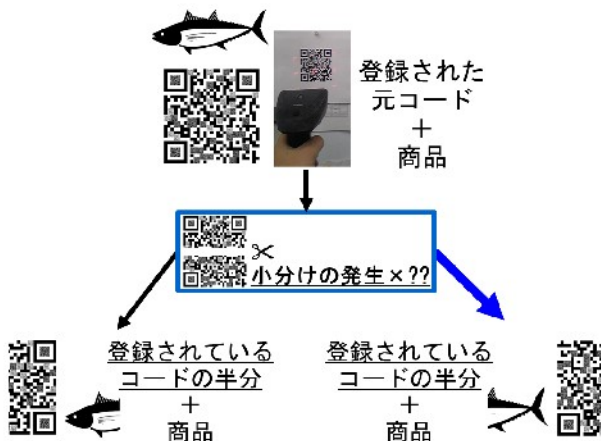 登録された
元コード
＋
商品
小分けの発生×??
登録されている
コードの半分
＋
商品
登録されている
コードの半分
＋
商品